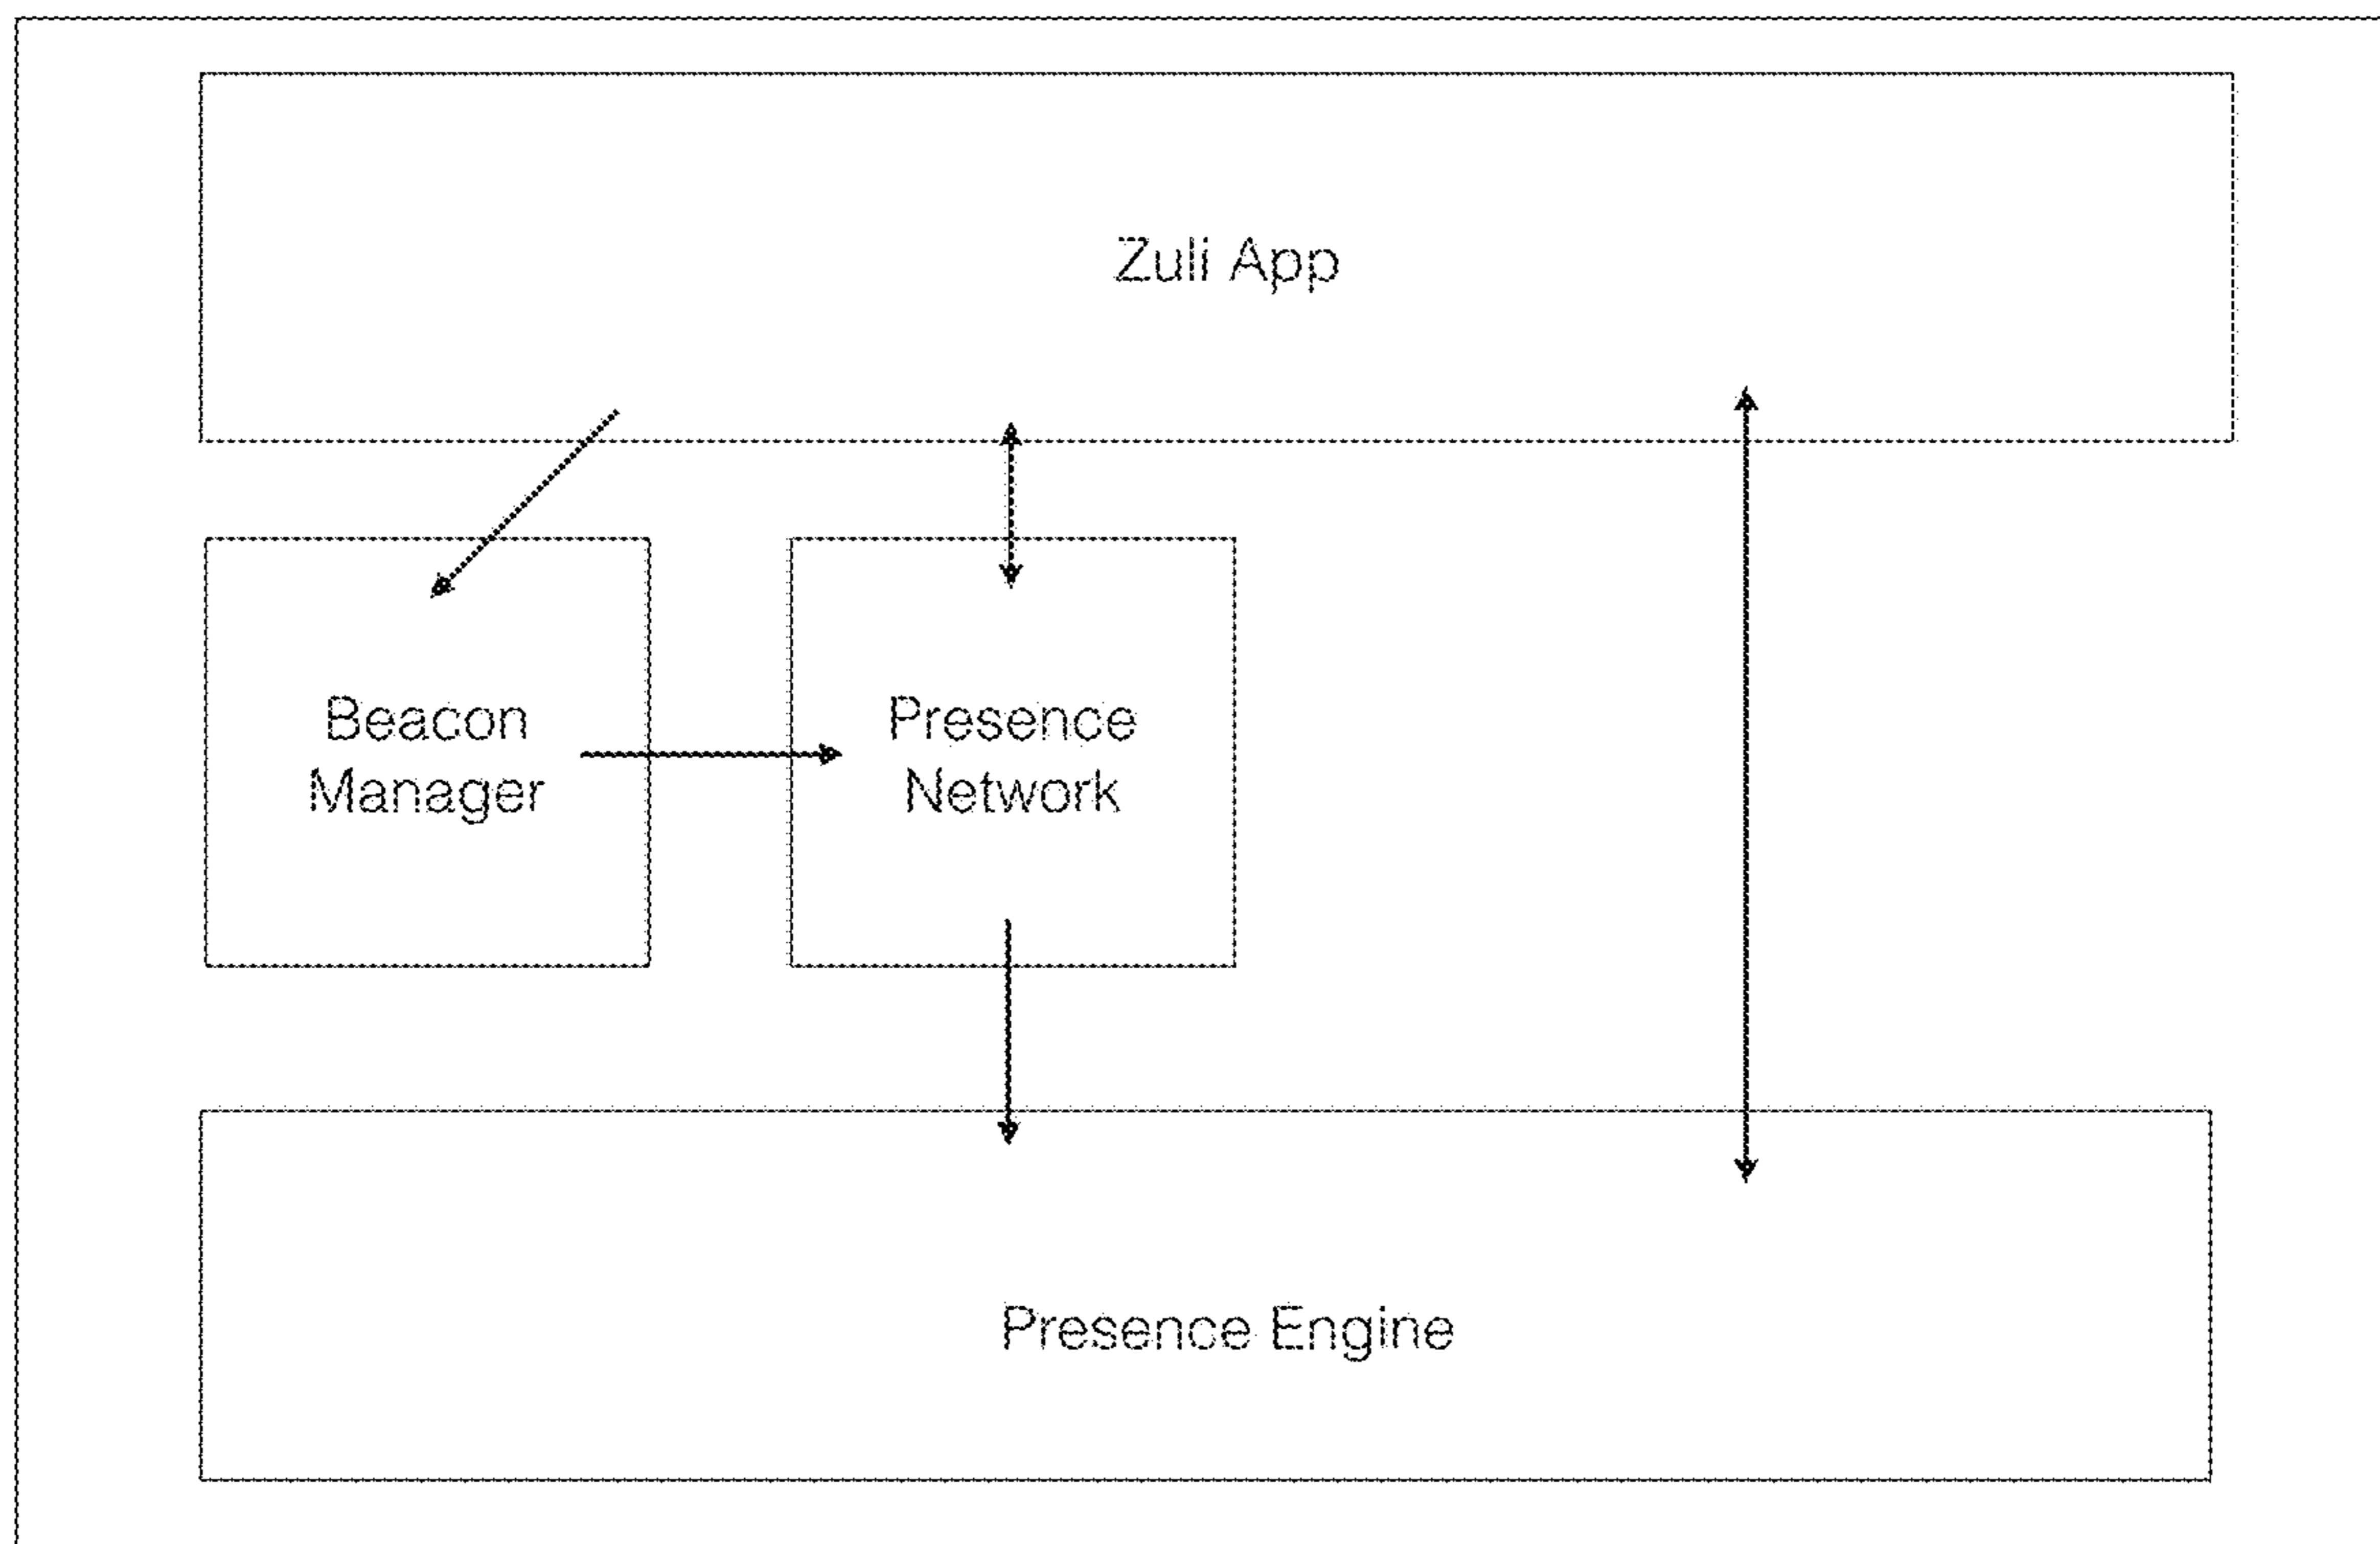 Zuli App
Beacon
Manager
Presence
Network
Presence Engine